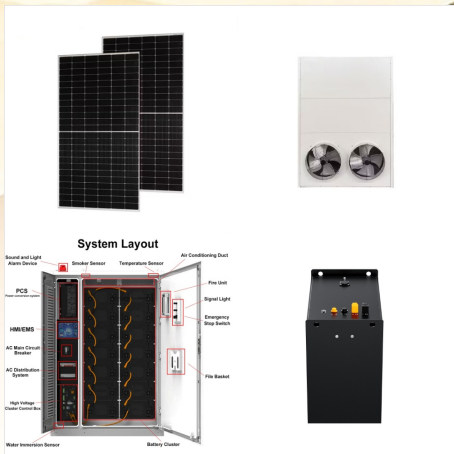 System Layout
Sound and Light
Alarm Device
Smoker Sensor
Temperature Sensor
Air Conditioning Duct
PCS
Power conversion system
HMI/EMS
AC Main Circuit
Breaker
AC Distribution
System
High Voltage
Cluster Control Box
Water Immersion Sensor
Battery Cluster
Fire Unit
Signal Light
Emergency
Stop Switch
File Basket